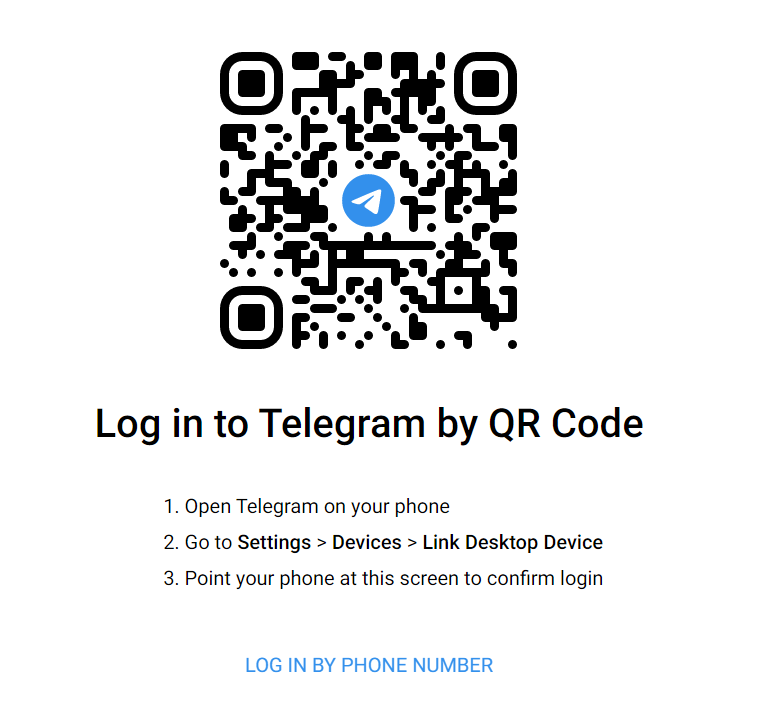 Log in to Telegram by QR Code
1. Open Telegram on your phone
2. Go to Settings > Devices > Link Desktop Device
3. Point your phone at this screen to confirm login
LOG IN BY PHONE NUMBER